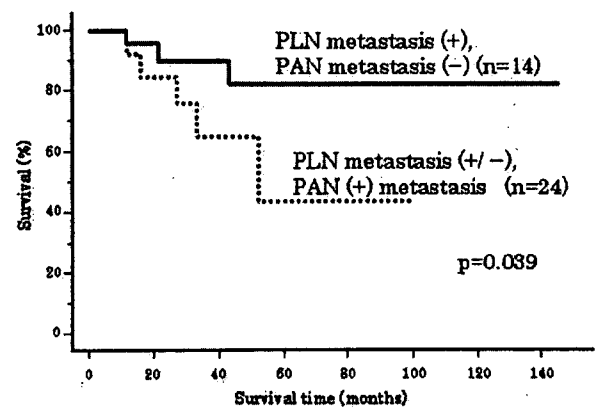 100
80
60
40
20
0
Survival (%)
PLN metastasis (+),
PAN metastasis (−) (n=14)
PLN metastasis (+/−),
PAN (+) metastasis (n=24)
p=0.039
0 20 40 60 80 100 120 140
Survival time (months)